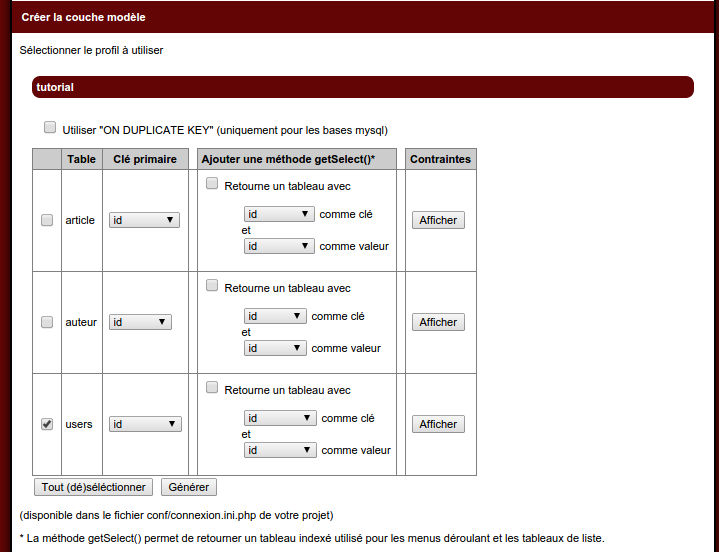 Créer la couche modèle
Sélectionner le profil à utiliser
tutorial
Utiliser "ON DUPLICATE KEY" (uniquement pour les bases mysql)
Table Clé primaire Ajouter une méthode getSelect()* Contraintes
article id Retourne un tableau avec
id comme clé
et
id comme valeur
Afficher
auteur id Retourne un tableau avec
id comme clé
et
id comme valeur
Afficher
users id Retourne un tableau avec
id comme clé
et
id comme valeur
Afficher
Tout (dé)séléctionner Générer
(disponible dans le fichier conf/connexion.ini.php de votre projet)
* La méthode getSelect() permet de retourner un tableau indexé utilisé pour les menus déroulant et les tableaux de liste.